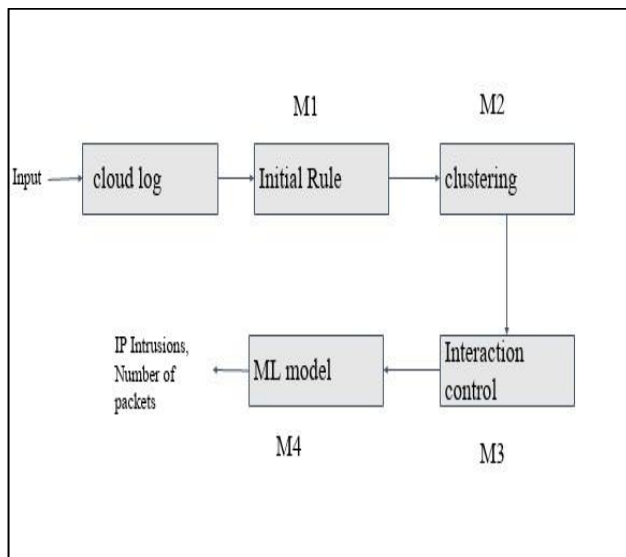 M1
M2
Input
cloud log
Initial Rule
clustering
IP Intrusions,
Number of
packets
ML model
Interaction
control
M4
M3